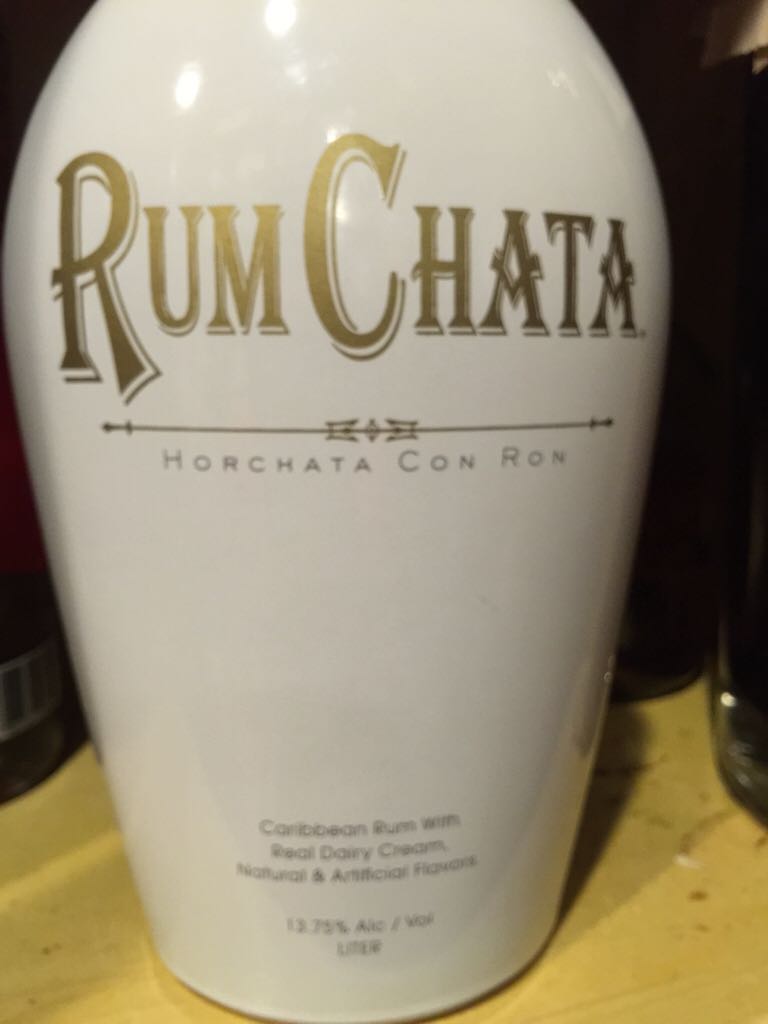 RUMCHATA
HORCHATA CON RON
Caribbean Rum With
Real Dairy Cream,
Natural & Artificial Flavors
13.75% Alc / Vol
LITER